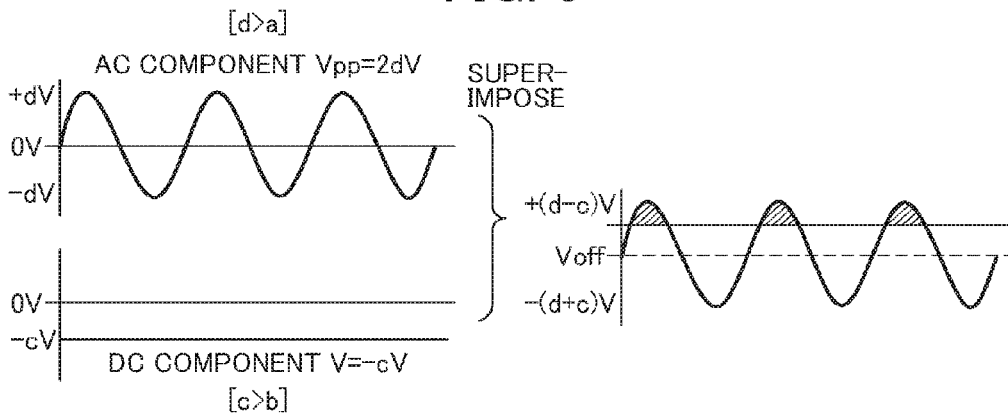 [d>a]
AC COMPONENT Vpp=2dV
+dV
0V
-dV
SUPER-
IMPOSE
0V
-cV
DC COMPONENT V=-cV
[c>b]
+(d-c)V
Voff
-(d+c)V